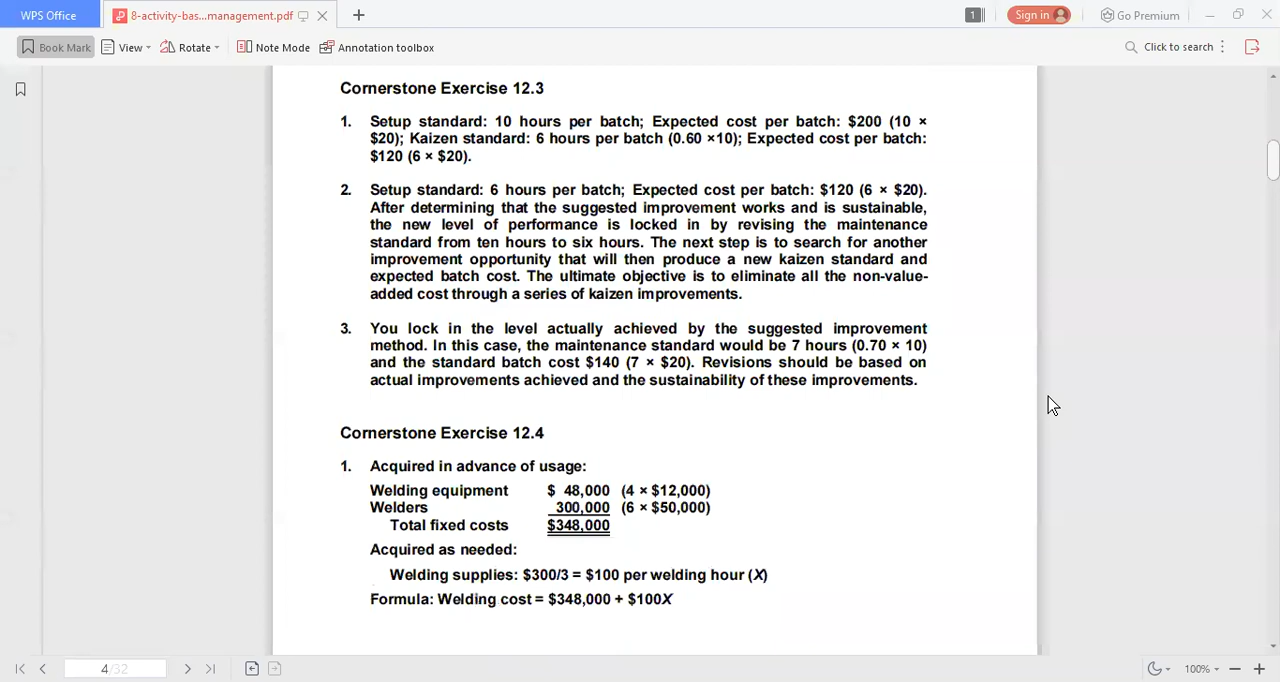 WPS Office
8-activity-bas...management.pdf
1
Sign in
Go Premium
Book Mark
View
Rotate
Note Mode
Annotation toolbox
Click to search
Cornerstone Exercise 12.3
1. Setup standard: 10 hours per batch; Expected cost per batch: $200 (10 ×
$20); Kaizen standard: 6 hours per batch (0.60 ×10); Expected cost per batch:
$120 (6 × $20).
2. Setup standard: 6 hours per batch; Expected cost per batch: $120 (6 × $20).
After determining that the suggested improvement works and is sustainable,
the new level of performance is locked in by revising the maintenance
standard from ten hours to six hours. The next step is to search for another
improvement opportunity that will then produce a new kaizen standard and
expected batch cost. The ultimate objective is to eliminate all the non-value-
added cost through a series of kaizen improvements.
3. You lock in the level actually achieved by the suggested improvement
method. In this case, the maintenance standard would be 7 hours (0.70 × 10)
and the standard batch cost $140 (7 × $20). Revisions should be based on
actual improvements achieved and the sustainability of these improvements.
Cornerstone Exercise 12.4
1. Acquired in advance of usage:
Welding equipment $ 48,000 (4 × $12,000)
Welders 300,000 (6 × $50,000)
Total fixed costs $348,000
Acquired as needed:
Welding supplies: $300/3 = $100 per welding hour (X)
Formula: Welding cost = $348,000 + $100X
4/32
100%